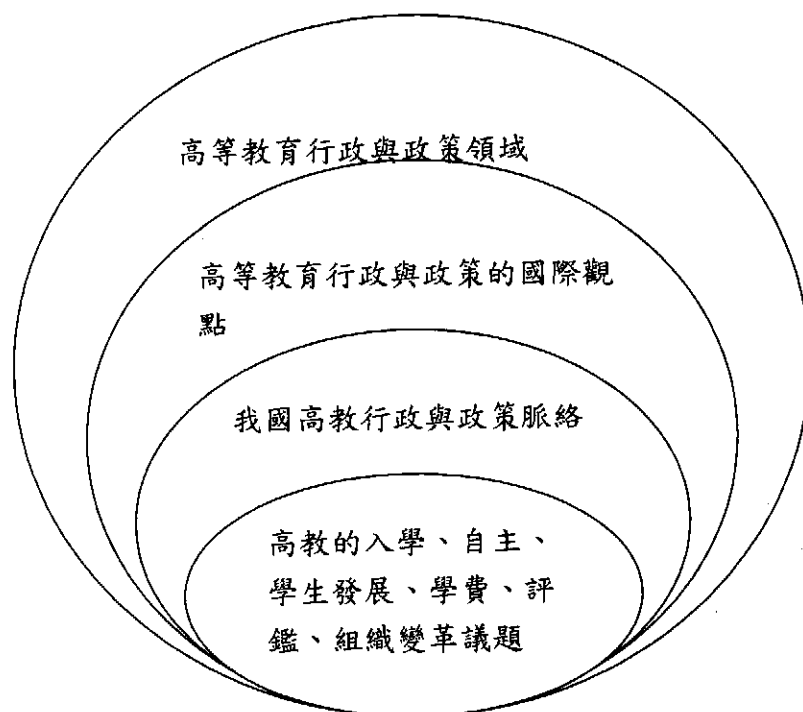 高等教育行政與政策領域
高等教育行政與政策的國際觀
點
我國高教行政與政策脈絡
高教的入學、自主、
學生發展、學費、評
鑑、組織變革議題